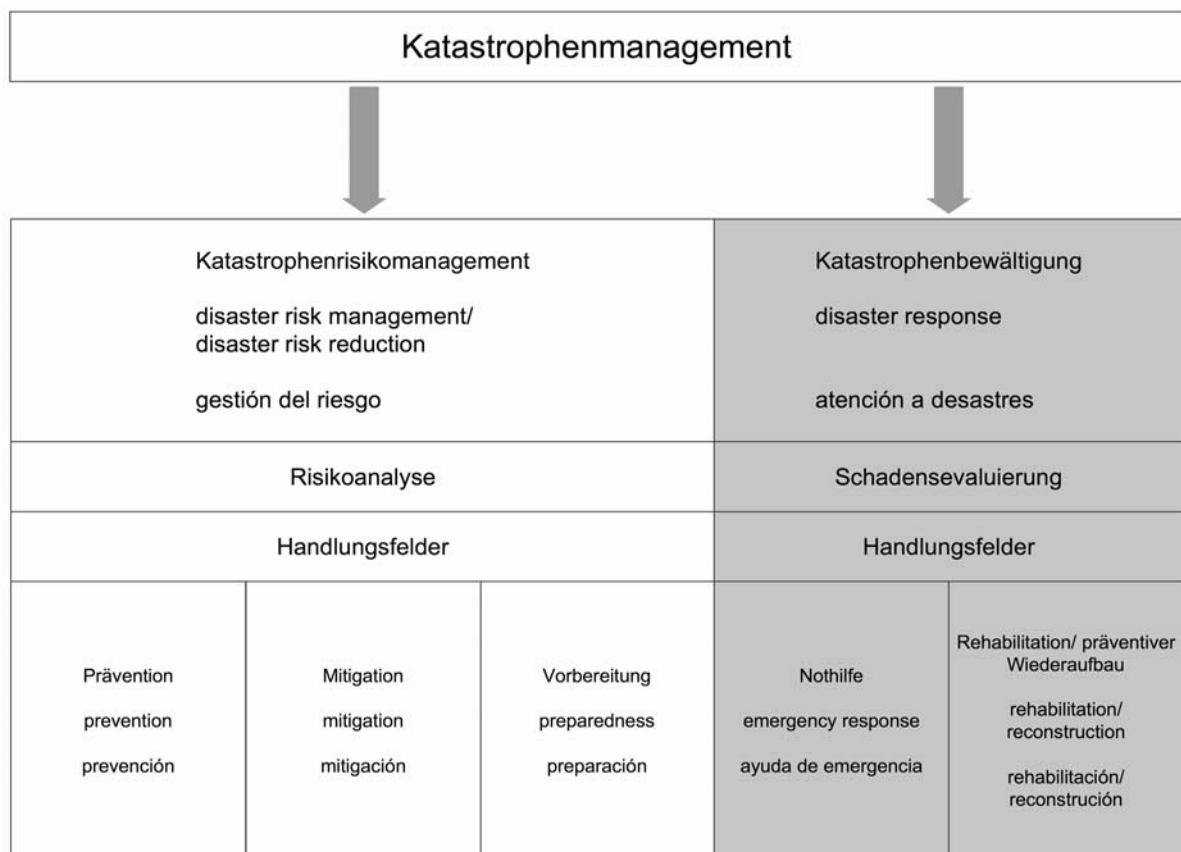 Katastrophenmanagement
Katastrophenrisikomanagement
disaster risk management/
disaster risk reduction
gestión del riesgo
Katastrophenbewältigung
disaster response
atención a desastres
Risikoanalyse
Schadensevaluierung
Handlungsfelder
Handlungsfelder
Prävention
prevention
prevención
Mitigation
mitigation
mitigación
Vorbereitung
preparedness
preparación
Nothilfe
emergency response
ayuda de emergencia
Rehabilitation/ präventiver
Wiederaufbau
rehabilitation/
reconstruction
rehabilitación/
reconstrución